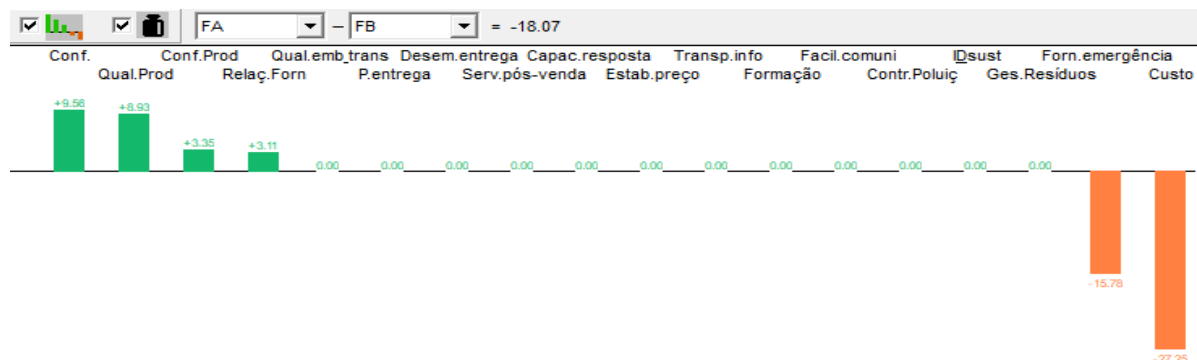 FA – FB = -18.07
Conf. Conf.Prod Qual.emb_trans Desem.entrega Capac.resposta Transp.info Facil.comuni IDsust Forn.emergência
Qual.Prod Relaç.Forn P.entrega Serv.pós-venda Estab.preço Formação Contr.Poluiç Ges.Resíduos Custo
+9.56
+8.93
+3.35
+3.11
0.00 0.00 0.00 0.00 0.00 0.00 0.00 0.00 0.00 0.00 0.00 0.00
-15.78
-27.25